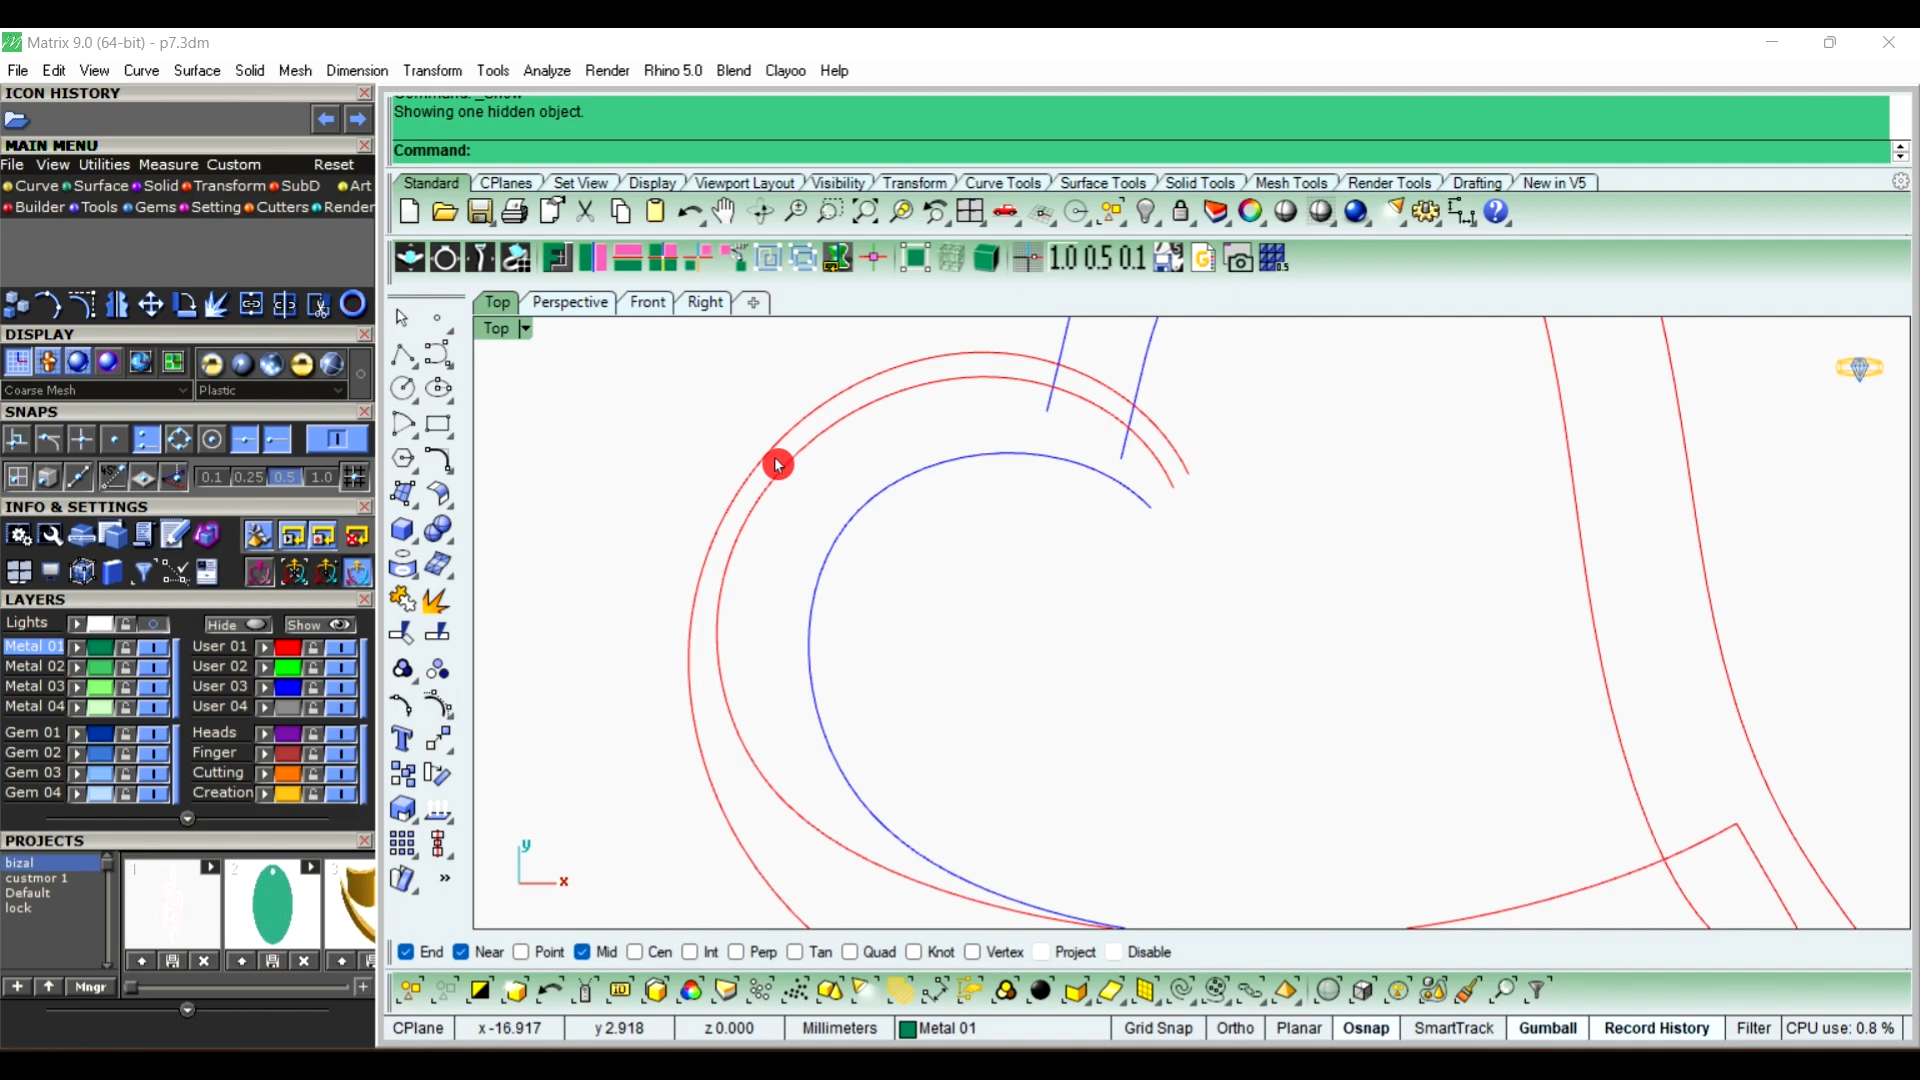 Matrix 9.0 (64-bit) - p7.3dm
File Edit View Curve Surface Solid Mesh Dimension Transform Tools Analyze Render Rhino 5.0 Blend Clayoo Help
ICON HISTORY
Showing one hidden object.
Command:
MAIN MENU
File View Utilities Measure Custom Reset
Curve Surface Solid Transform SubD Art
Builder Tools Gems Setting Cutters Render
Standard CPlanes Set View Display Viewport Layout Visibility Transform Curve Tools Surface Tools Solid Tools Mesh Tools Render Tools Drafting New in V5
1.0 0.5 0.1
Top Perspective Front Right
Top
DISPLAY
Coarse Mesh Plastic
SNAPS
0.1 0.25 0.5 1.0
INFO & SETTINGS
LAYERS
Lights Hide Show
Metal 01 User 01
Metal 02 User 02
Metal 03 User 03
Metal 04 User 04
Gem 01 Heads
Gem 02 Finger
Gem 03 Cutting
Gem 04 Creation
PROJECTS
bizal
custmor 1
Default
lock
1 2 3
Mngr
y
x
End Near Point Mid Cen Int Perp Tan Quad Knot Vertex Project Disable
CPlane x -16.917 y 2.918 z 0.000 Millimeters Metal 01 Grid Snap Ortho Planar Osnap SmartTrack Gumball Record History Filter CPU use: 0.8 %